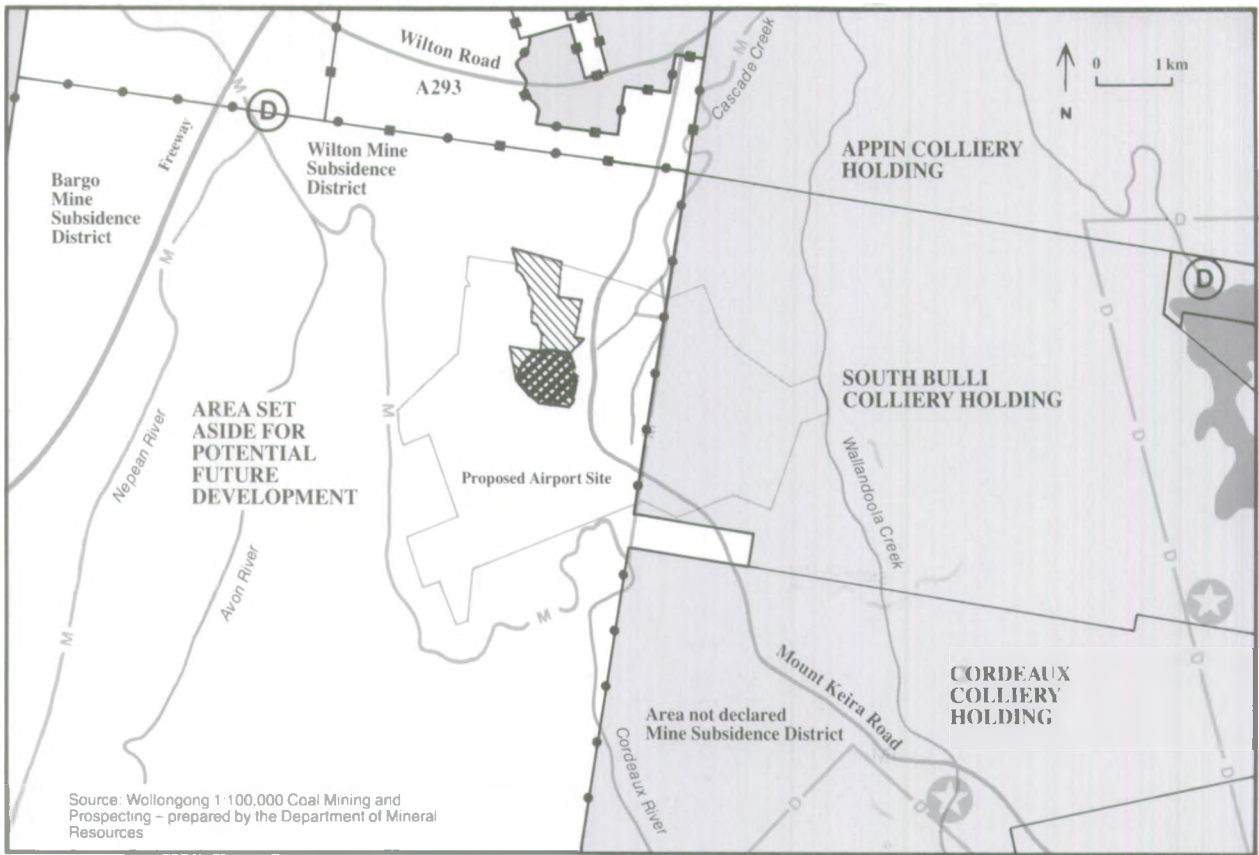 Wilton Road
A293
Cascade Creek
M
N
0 1 km
M
D
Freeway
Wilton Mine
Subsidence
District
APPIN COLLIERY
HOLDING
Bargo
Mine
Subsidence
District
D
D
M
D
SOUTH BULLI
COLLIERY HOLDING
AREA SET
ASIDE FOR
POTENTIAL
FUTURE
DEVELOPMENT
M
Nepean River
D
Proposed Airport Site
Wallandoola Creek
Avon River
D
M
M
D
Mount Keira Road
CORDEAUX
COLLIERY
HOLDING
Area not declared
Mine Subsidence District
Cordeaux River
D
D
D
Source: Wollongong 1:100,000 Coal Mining and
Prospecting – prepared by the Department of Mineral
Resources